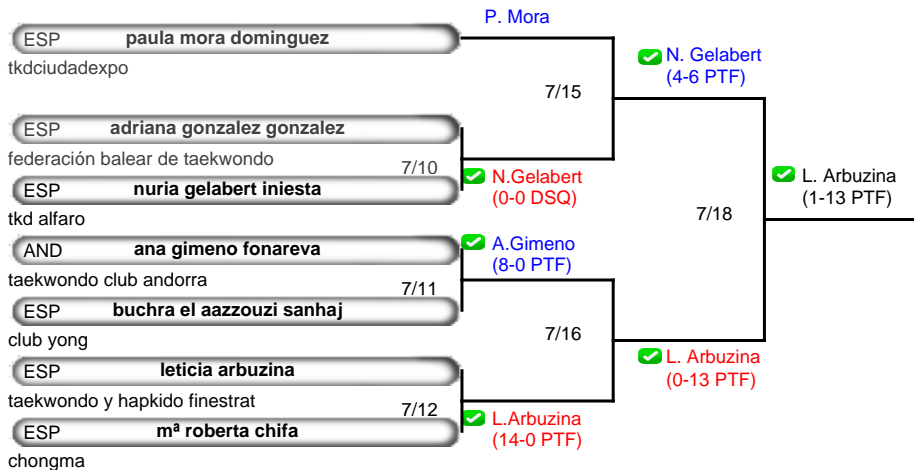 P. Mora
ESP paula mora dominguez
tkdciudadexpo
N. Gelabert
(4-6 PTF)
7/15
ESP adriana gonzalez gonzalez
federación balear de taekwondo
7/10
ESP nuria gelabert iniesta
tkd alfaro
N.Gelabert
(0-0 DSQ)
L. Arbuzina
(1-13 PTF)
7/18
AND ana gimeno fonareva
taekwondo club andorra
A.Gimeno
(8-0 PTF)
7/11
ESP buchra el aazzouzi sanhaj
club yong
7/16
ESP leticia arbuzina
taekwondo y hapkido finestrat
L. Arbuzina
(0-13 PTF)
7/12
ESP mª roberta chifa
chongma
L.Arbuzina
(14-0 PTF)